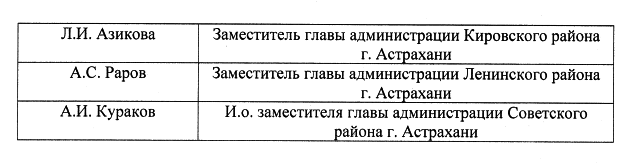 Л.И. Азикова Заместитель главы администрации Кировского района
г. Астрахани
А.С. Раров Заместитель главы администрации Ленинского района
г. Астрахани
А.И. Кураков И.о. заместителя главы администрации Советского
района г. Астрахани